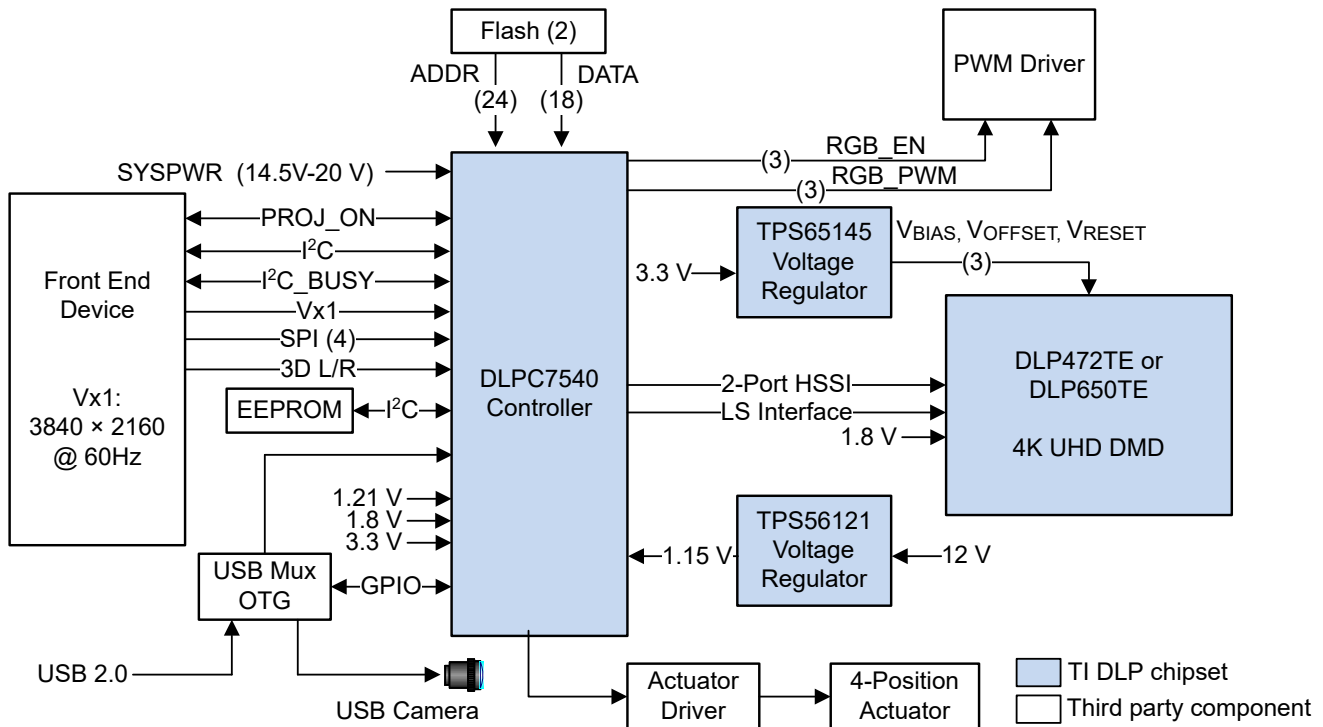 Flash (2)
ADDR
(24)
DATA
(18)
PWM Driver
RGB_EN
(3)
RGB_PWM
(3)
SYSPWR (14.5V-20 V)
PROJ_ON
I²C
I²C_BUSY
Vx1
SPI (4)
3D L/R
Front End
Device
Vx1:
3840 × 2160
@ 60Hz
EEPROM
I²C
DLPC7540
Controller
3.3 V
TPS65145
Voltage
Regulator
VBIAS, VOFFSET, VRESET
(3)
2-Port HSSI
LS Interface
1.8 V
DLP472TE or
DLP650TE
4K UHD DMD
1.21 V
1.8 V
3.3 V
1.15 V
TPS56121
Voltage
Regulator
12 V
USB Mux
OTG
GPIO
USB 2.0
USB Camera
Actuator
Driver
4-Position
Actuator
TI DLP chipset
Third party component